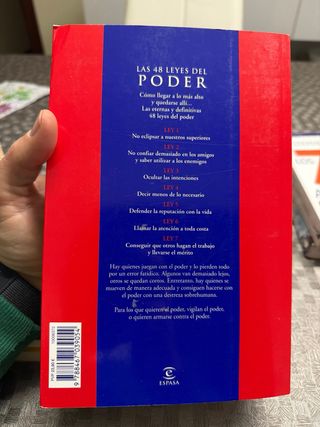 LAS 48 LEYES DEL
PODER
Cómo llegar a lo más alto
y quedarse allí...
Las eternas y definitivas
48 leyes del poder
LEY 1
No eclipsar a nuestros superiores
LEY 2
No confiar demasiado en los amigos
y saber utilizar a los enemigos
LEY 3
Ocultar las intenciones
LEY 4
Decir menos de lo necesario
LEY 5
Defender la reputación con la vida
LEY 6
Llamar la atención a toda costa
LEY 7
Conseguir que otros hagan el trabajo
y llevarse el mérito
Hay quienes juegan con el poder y lo pierden todo
por un error fatídico. Algunos van demasiado lejos,
otros se quedan cortos. Entretanto, hay quienes se
mueven de manera adecuada y consiguen hacerse con
el poder con una destreza sobrehumana.
Para los que quieren el poder, vigilan el poder,
o quieren armarse contra el poder.
ESPASA
9 788467 039054